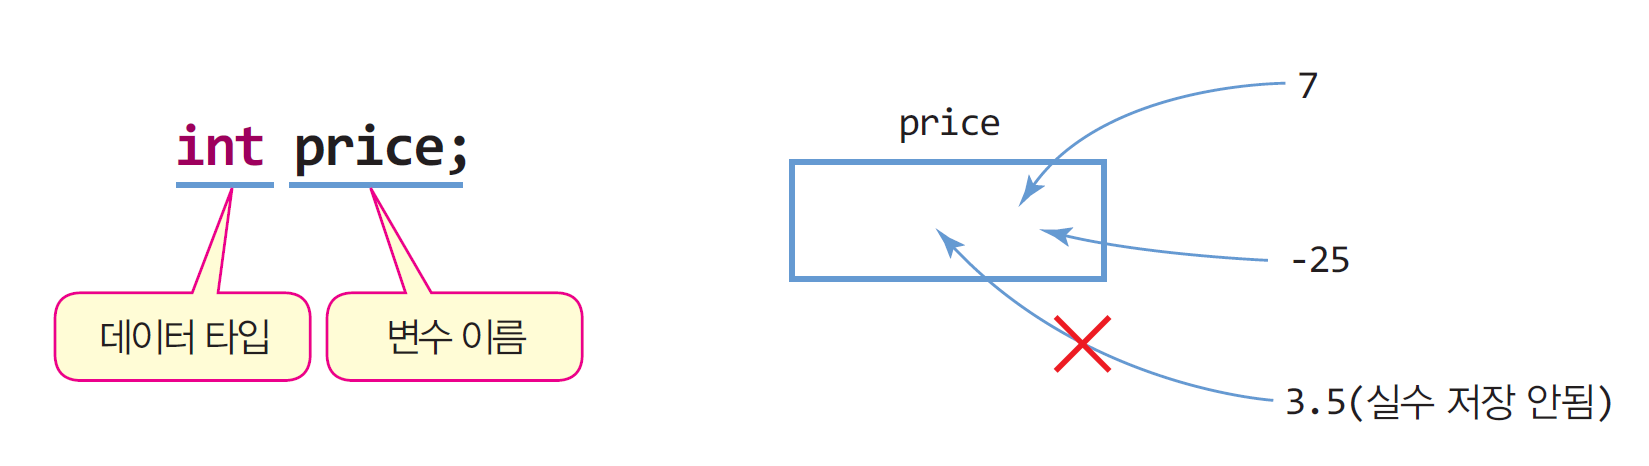 int price;
데이터 타입
변수 이름
price
7
-25
3.5(실수 저장 안됨)